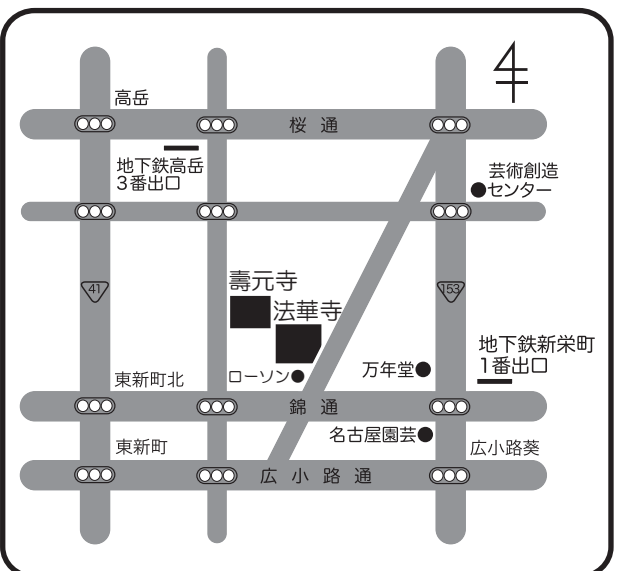 高岳
桜通
地下鉄高岳
3番出口
芸術創造
センター
41
153
壽元寺
法華寺
地下鉄新栄町
1番出口
万年堂
ローソン
東新町北
錦通
名古屋園芸
東新町
広小路葵
広小路通